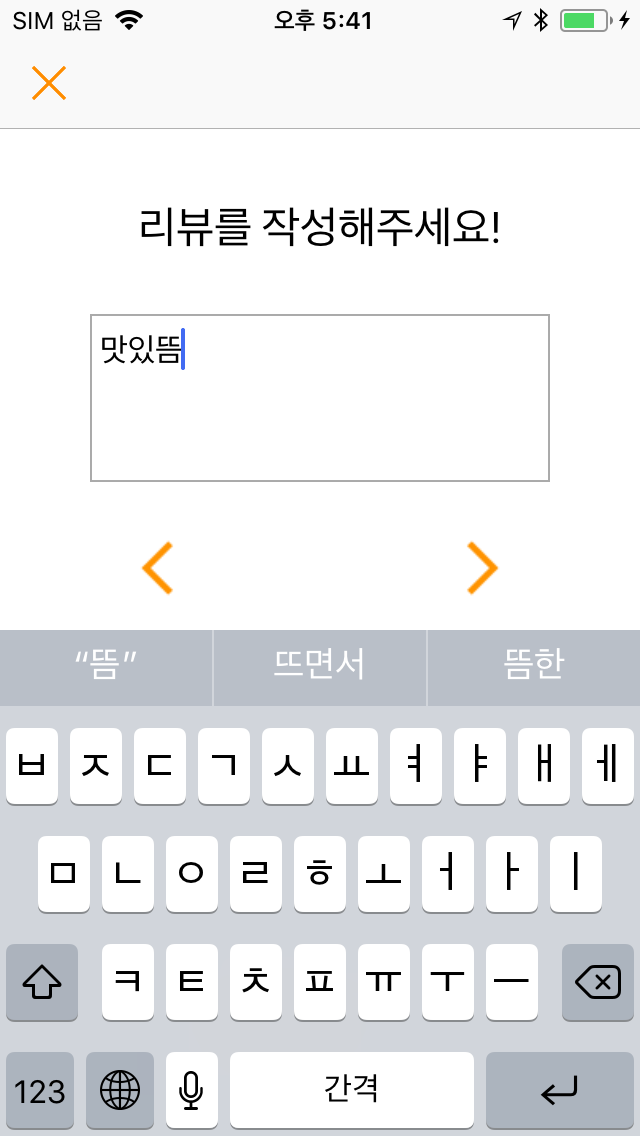 SIM 없음 오후 5:41
리뷰를 작성해주세요!
맛있뜸
“뜸” 뜨면서 뜸한
ㅂ ㅈ ㄷ ㄱ ㅅ ㅛ ㅕ ㅑ ㅐ ㅔ
ㅁ ㄴ ㅇ ㄹ ㅎ ㅗ ㅓ ㅏ ㅣ
ㅋ ㅌ ㅊ ㅍ ㅠ ㅜ ㅡ
123 간격